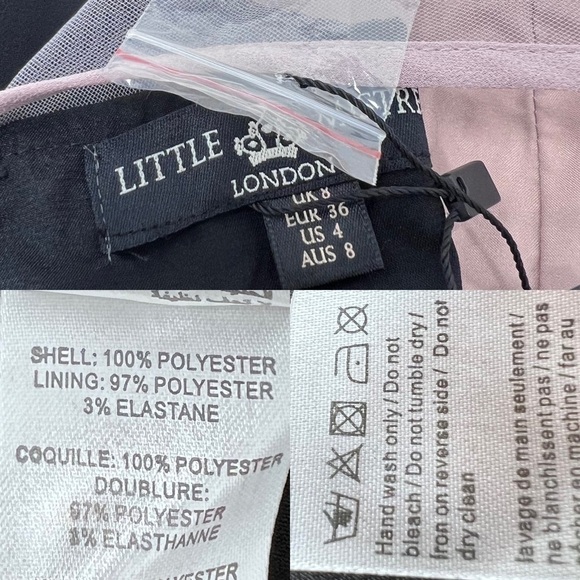 LITTLE
LONDON
UK 8
EUR 36
US 4
AUS 8
SHELL: 100% POLYESTER
LINING: 97% POLYESTER
3% ELASTANE
COQUILLE: 100% POLYESTER
DOUBLURE:
97% POLYESTER
3% ELASTHANNE
Hand wash only / Do not
bleach / Do not tumble dry /
Iron on reverse side / Do not
dry clean
lavage de main seulement /
ne blanchissent pas / ne pas